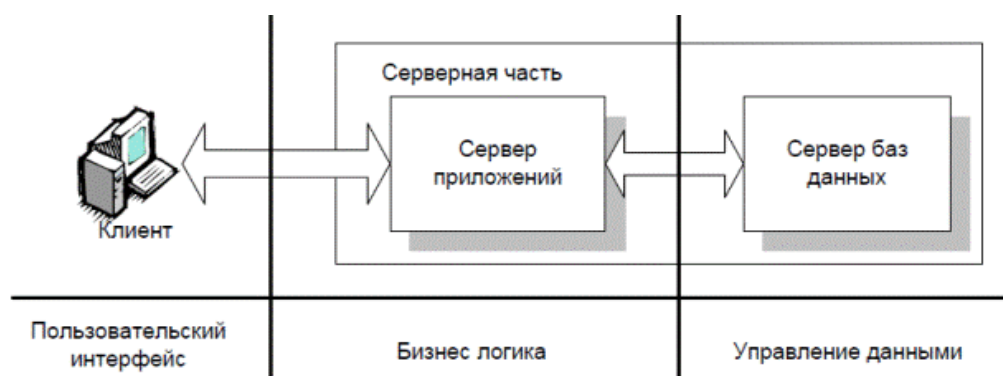 Серверная часть
Сервер
приложений
Сервер баз
данных
Клиент
Пользовательский
интерфейс
Бизнес логика
Управление данными